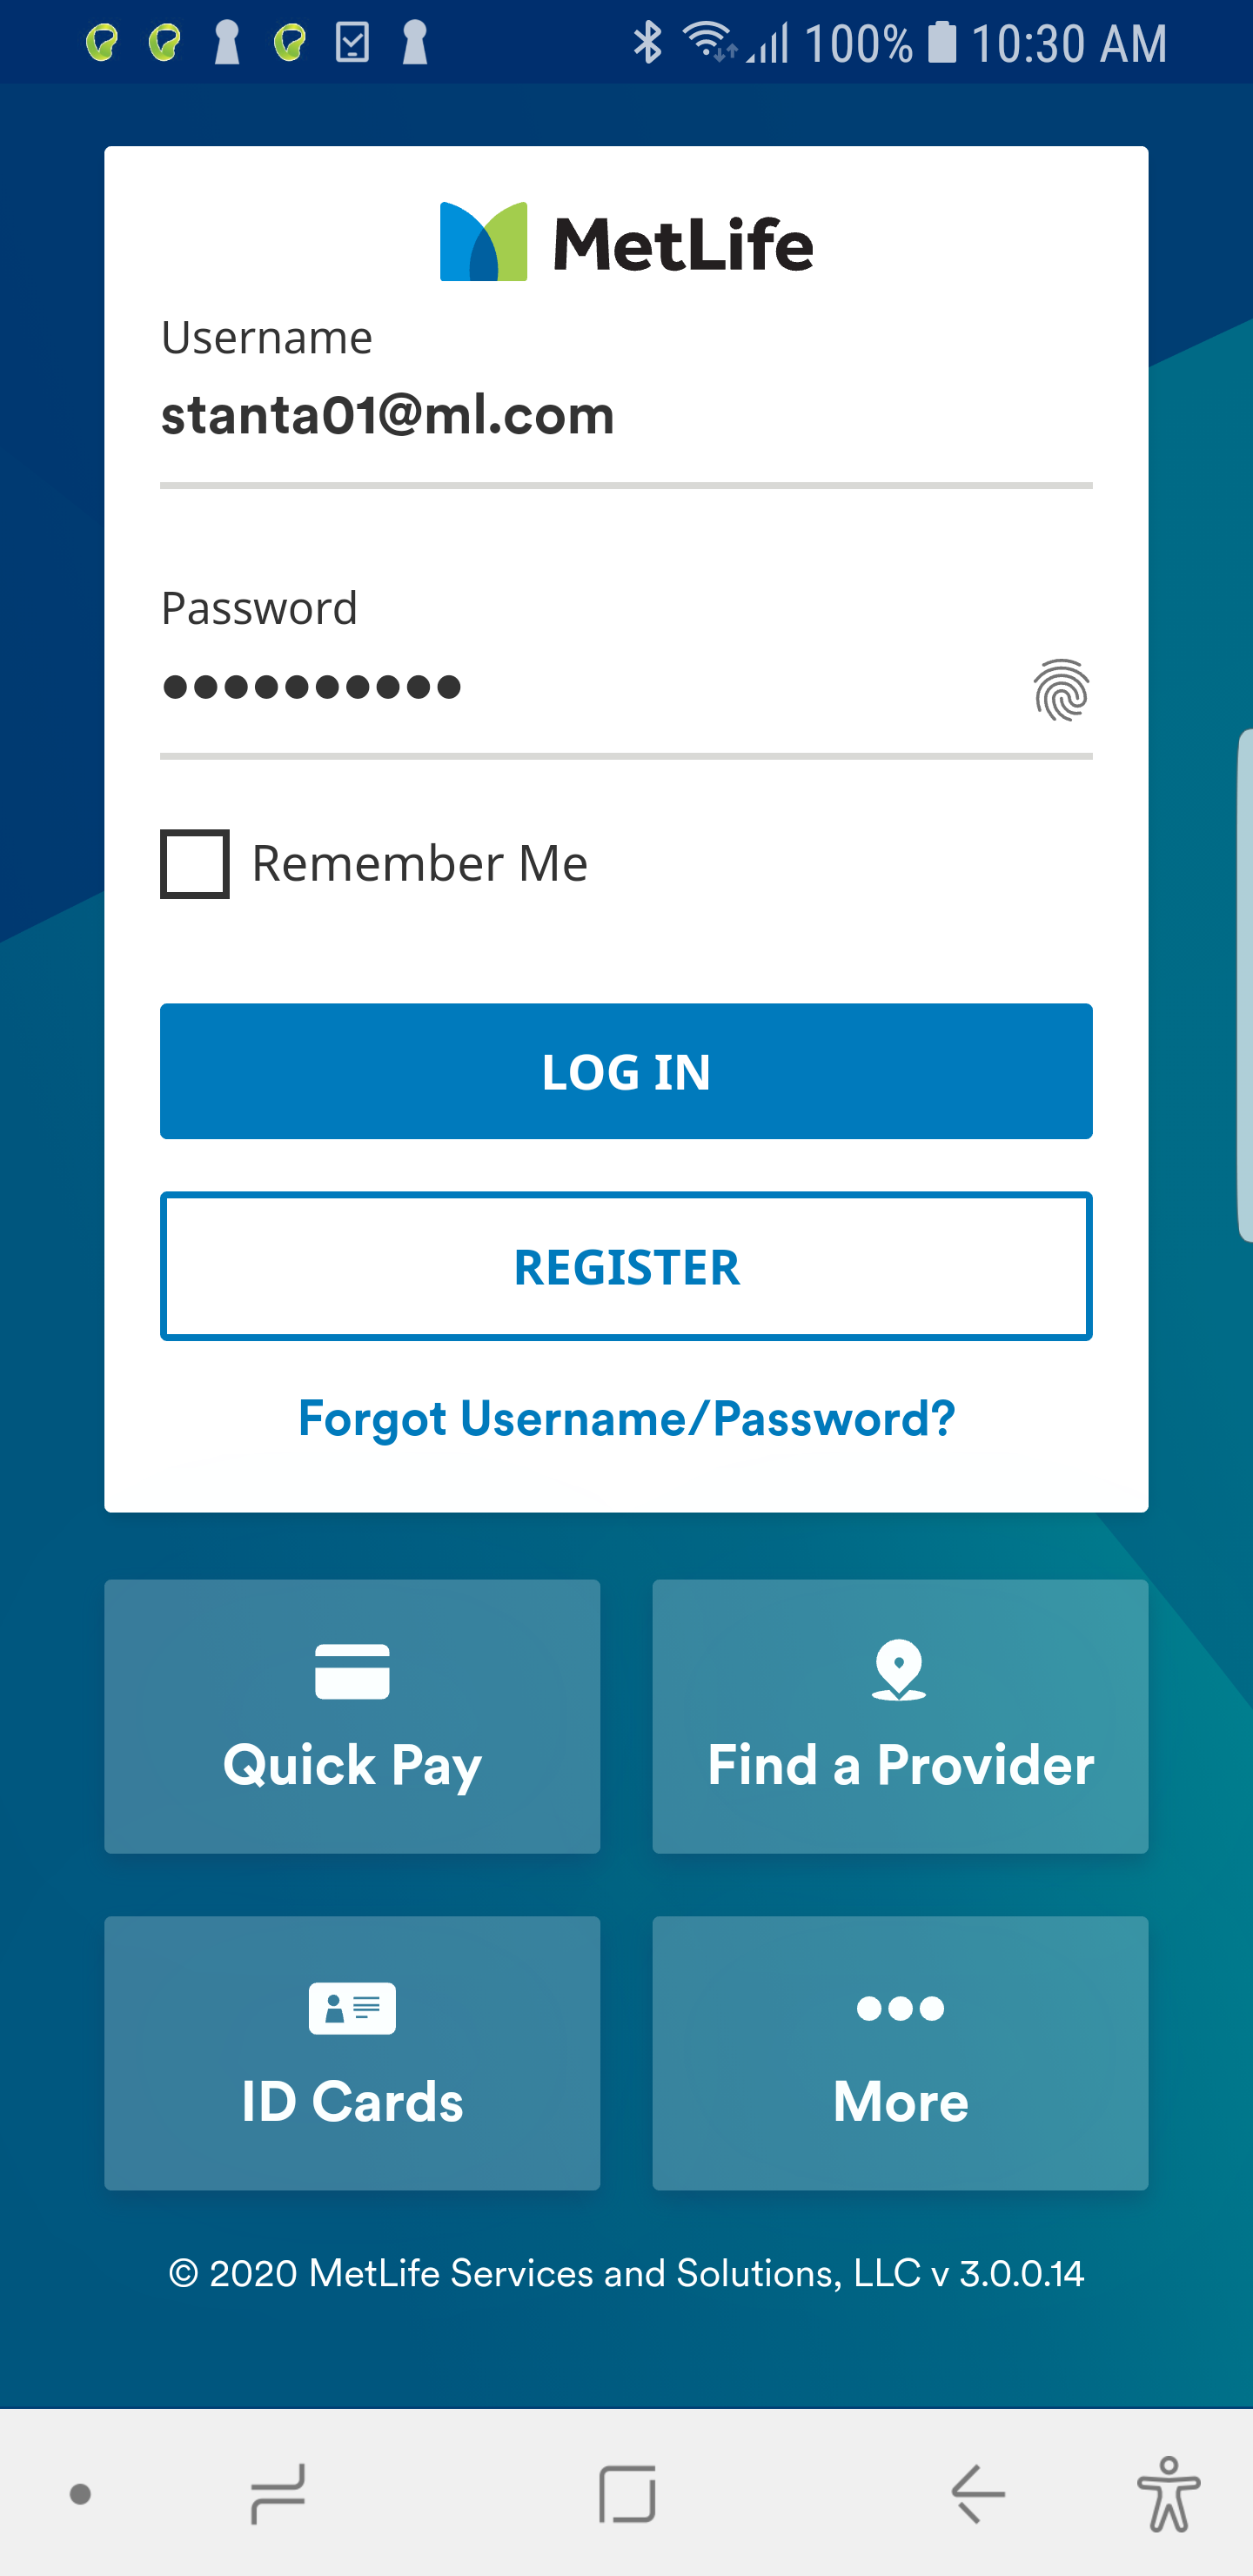 100% 10:30 AM
MetLife
Username
stanta01@ml.com
Password
••••••••••
Remember Me
LOG IN
REGISTER
Forgot Username/Password?
Quick Pay
Find a Provider
ID Cards
More
© 2020 MetLife Services and Solutions, LLC v 3.0.0.14